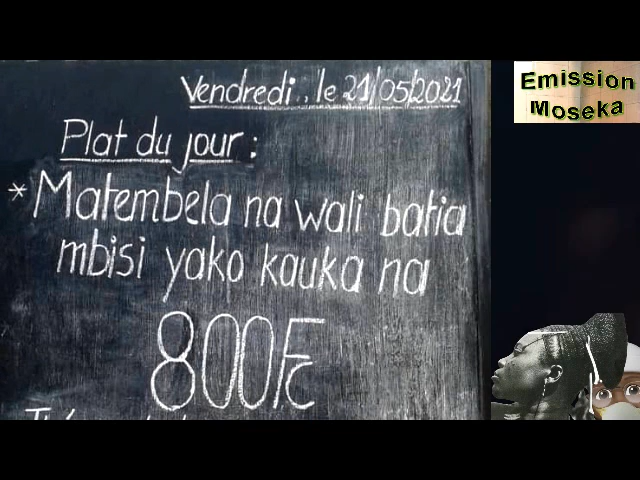 Vendredi, le 21/05/2021
Plat du jour :
* Matembela na wali batia
mbisi yako kauka na
800Fc
Emission
Moseka